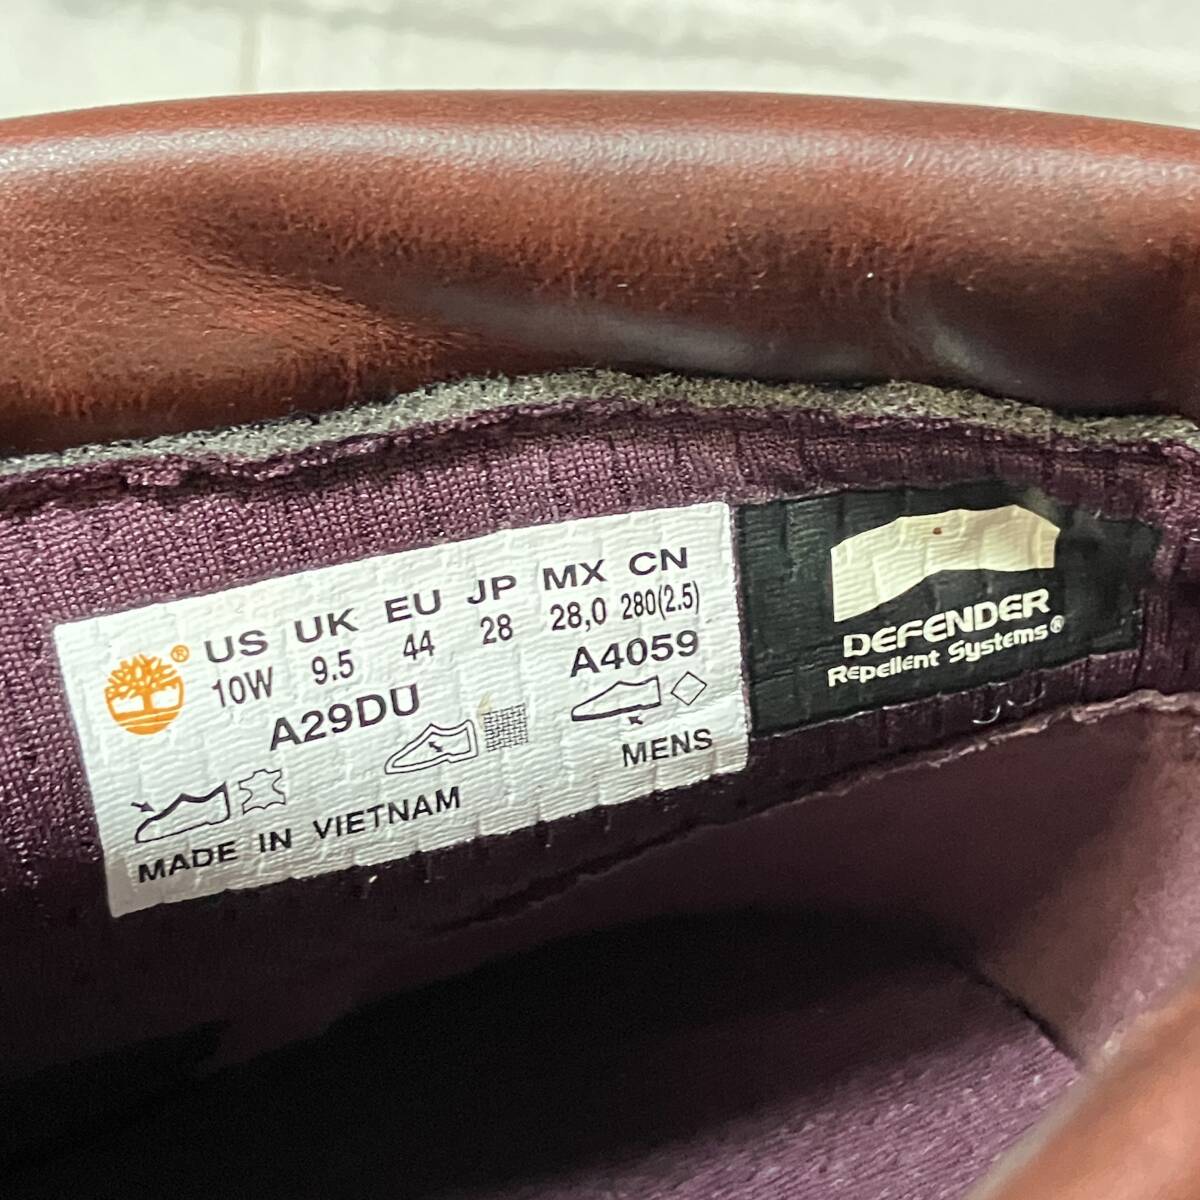 US UK EU JP MX CN
10W 9.5 44 28 28,0 280(2.5)
A29DU A4059
MENS
MADE IN VIETNAM
®
DEFENDER
Repellent Systems®